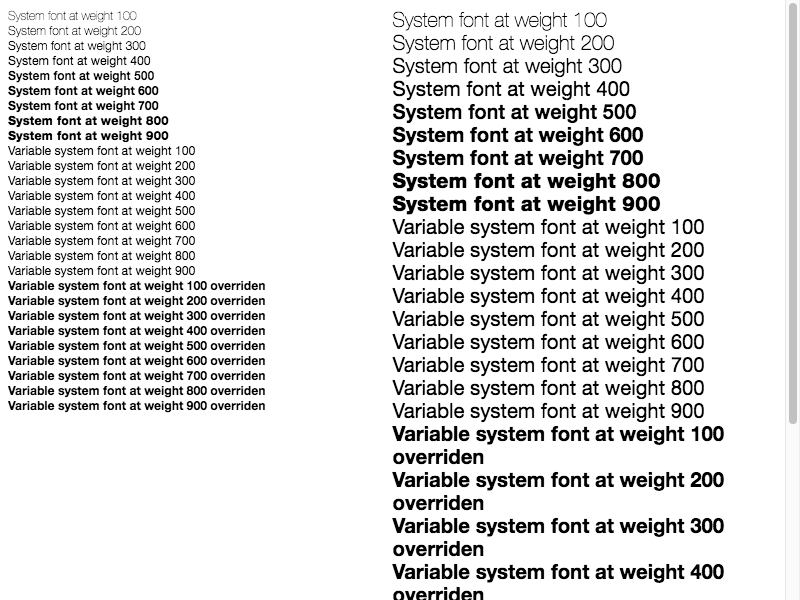 System font at weight 100
System font at weight 200
System font at weight 300
System font at weight 400
System font at weight 500
System font at weight 600
System font at weight 700
System font at weight 800
System font at weight 900
Variable system font at weight 100
Variable system font at weight 200
Variable system font at weight 300
Variable system font at weight 400
Variable system font at weight 500
Variable system font at weight 600
Variable system font at weight 700
Variable system font at weight 800
Variable system font at weight 900
Variable system font at weight 100 overriden
Variable system font at weight 200 overriden
Variable system font at weight 300 overriden
Variable system font at weight 400 overriden
Variable system font at weight 500 overriden
Variable system font at weight 600 overriden
Variable system font at weight 700 overriden
Variable system font at weight 800 overriden
Variable system font at weight 900 overriden
System font at weight 100
System font at weight 200
System font at weight 300
System font at weight 400
System font at weight 500
System font at weight 600
System font at weight 700
System font at weight 800
System font at weight 900
Variable system font at weight 100
Variable system font at weight 200
Variable system font at weight 300
Variable system font at weight 400
Variable system font at weight 500
Variable system font at weight 600
Variable system font at weight 700
Variable system font at weight 800
Variable system font at weight 900
Variable system font at weight 100
overriden
Variable system font at weight 200
overriden
Variable system font at weight 300
overriden
Variable system font at weight 400
overriden